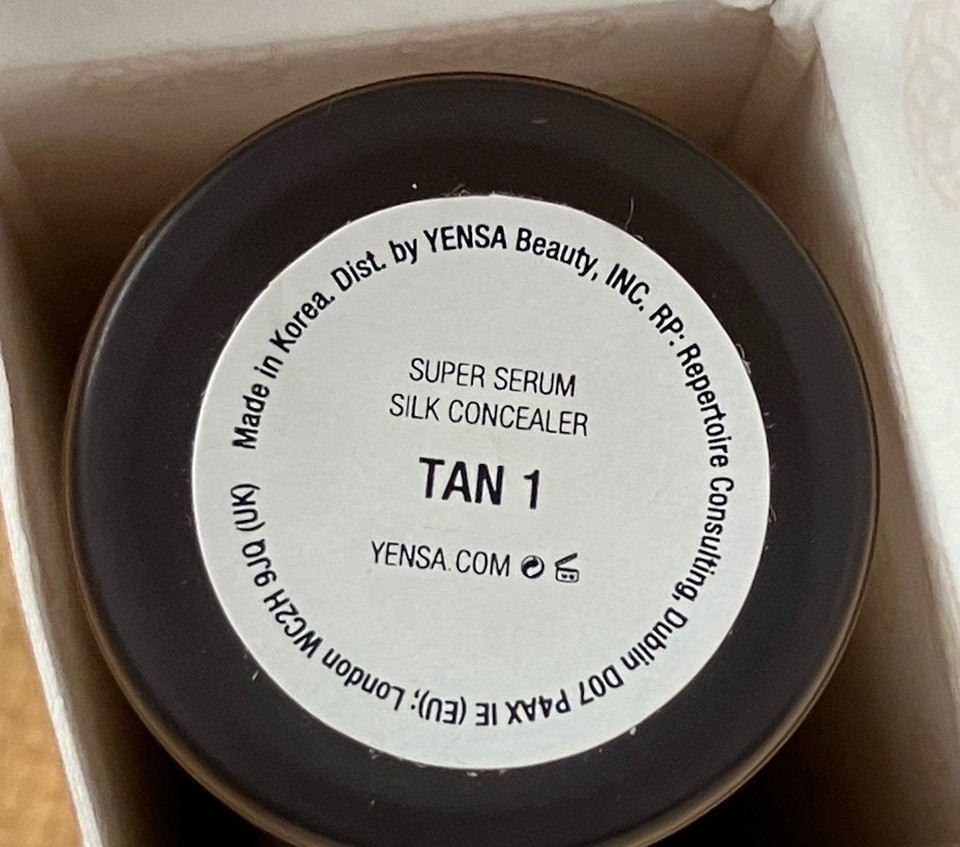 Made in Korea. Dist. by YENSA Beauty, INC. RP: Repertoire Consulting, Dublin D07 P4AX IE (EU); London WC2H 9JQ (UK)
SUPER SERUM
SILK CONCEALER
TAN 1
YENSA.COM